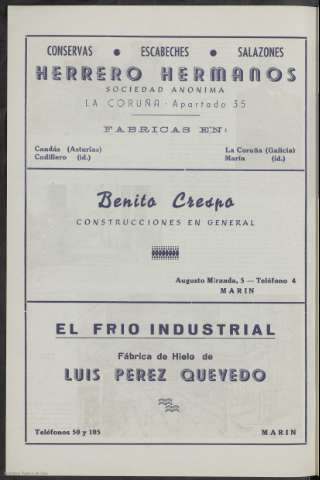 CONSERVAS • ESCABECHES • SALAZONES
HERRERO HERMANOS
SOCIEDAD ANONIMA
LA CORUÑA - Apartado 35
FABRICAS EN:
Candás (Asturias) La Coruña (Galicia)
Cudillero (id.) Marín (id.)
Benito Crespo
CONSTRUCCIONES EN GENERAL
Augusto Miranda, 5 — Teléfono 4
MARIN
EL FRIO INDUSTRIAL
Fábrica de Hielo de
LUIS PEREZ QUEVEDO
Teléfonos 50 y 105 MARIN